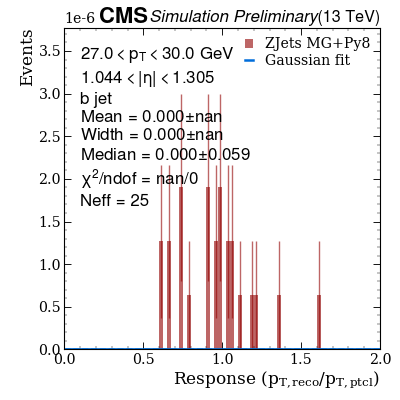 1e-6 CMS Simulation Preliminary (13 TeV)
Events
27.0 < pT < 30.0 GeV
1.044 < |η| < 1.305
b jet
Mean = 0.000±nan
Width = 0.000±nan
Median = 0.000±0.059
χ²/ndof = nan/0
Neff = 25
ZJets MG+Py8
Gaussian fit
3.5
3.0
2.5
2.0
1.5
1.0
0.5
0.0
0.0 0.5 1.0 1.5 2.0
Response (pT,reco/pT,ptcl)